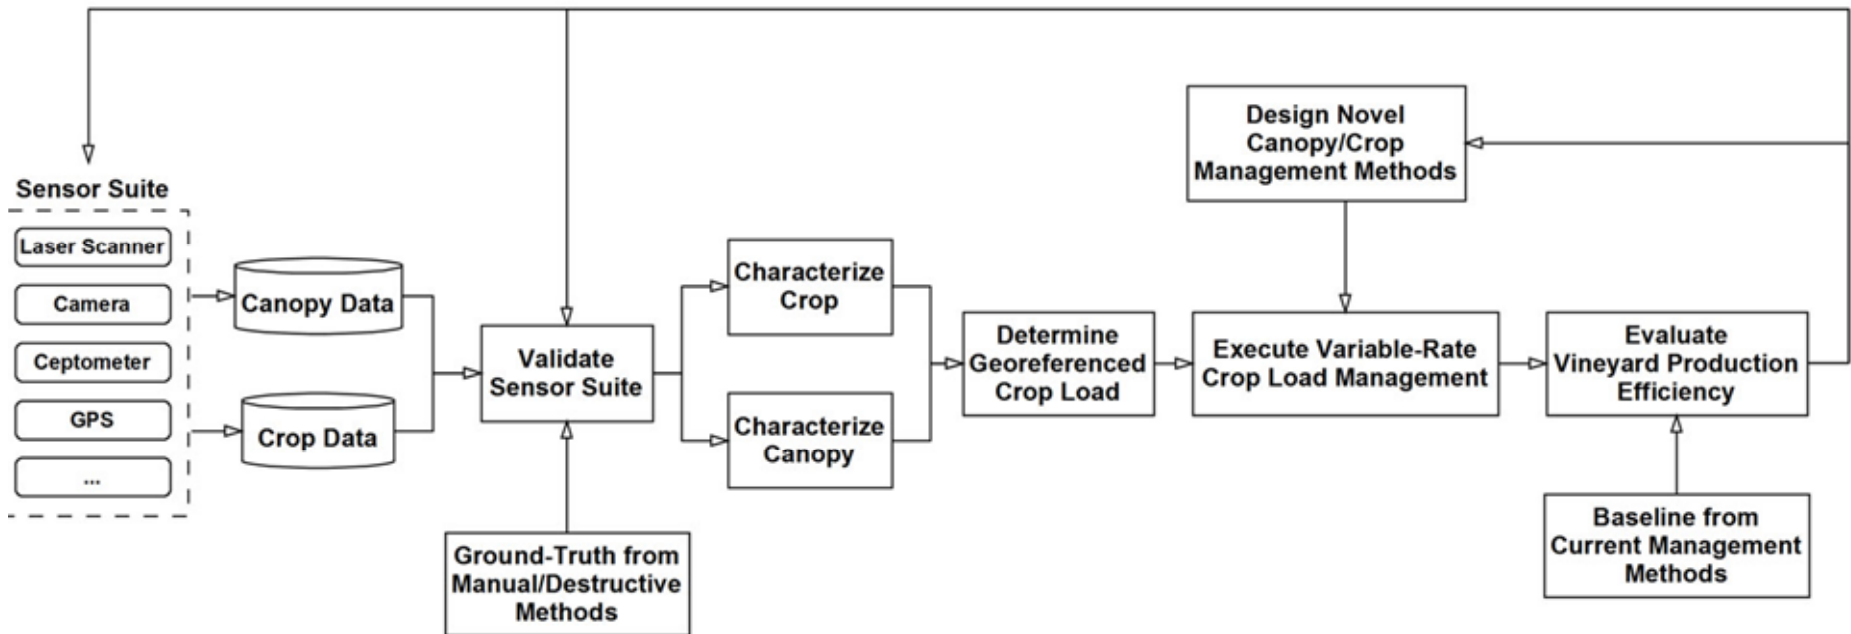 Sensor Suite
Laser Scanner
Camera
Ceptometer
GPS
...
Canopy Data
Crop Data
Validate
Sensor Suite
Ground-Truth from
Manual/Destructive
Methods
Characterize
Crop
Characterize
Canopy
Determine
Georeferenced
Crop Load
Design Novel
Canopy/Crop
Management Methods
Execute Variable-Rate
Crop Load Management
Evaluate
Vineyard Production
Efficiency
Baseline from
Current Management
Methods